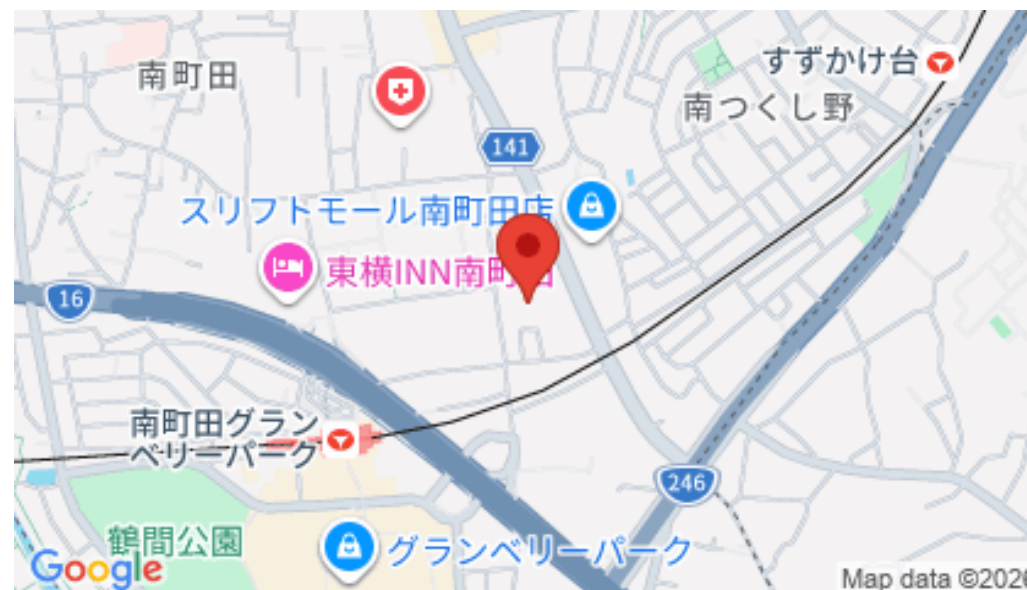 すずかけ台
南町田
南つくし野
141
スリフトモール南町田店
東横INN南町田
16
南町田グラン
ベリーパーク
246
鶴間公園
グランベリーパーク
Google
Map data ©2026